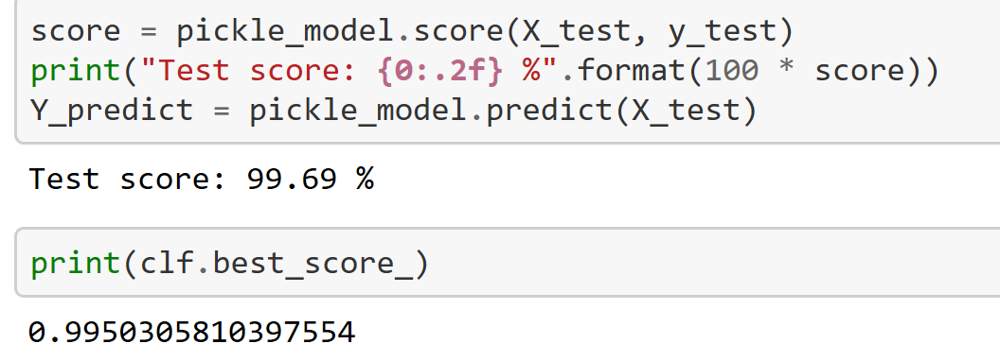 score = pickle_model.score(X_test, y_test)
print("Test score: {0:.2f} %".format(100 * score))
Y_predict = pickle_model.predict(X_test)
Test score: 99.69 %
print(clf.best_score_)
0.9950305810397554